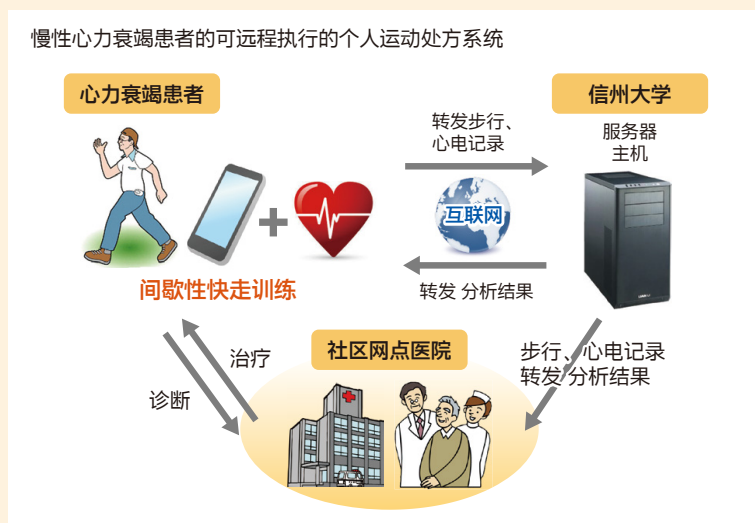 慢性心力衰竭患者的可远程执行的个人运动处方系统
心力衰竭患者
信州大学
转发步行、
心电记录
服务器
主机
互联网
转发 分析结果
间歇性快走训练
治疗
诊断
社区网点医院
步行、心电记录
转发 分析结果